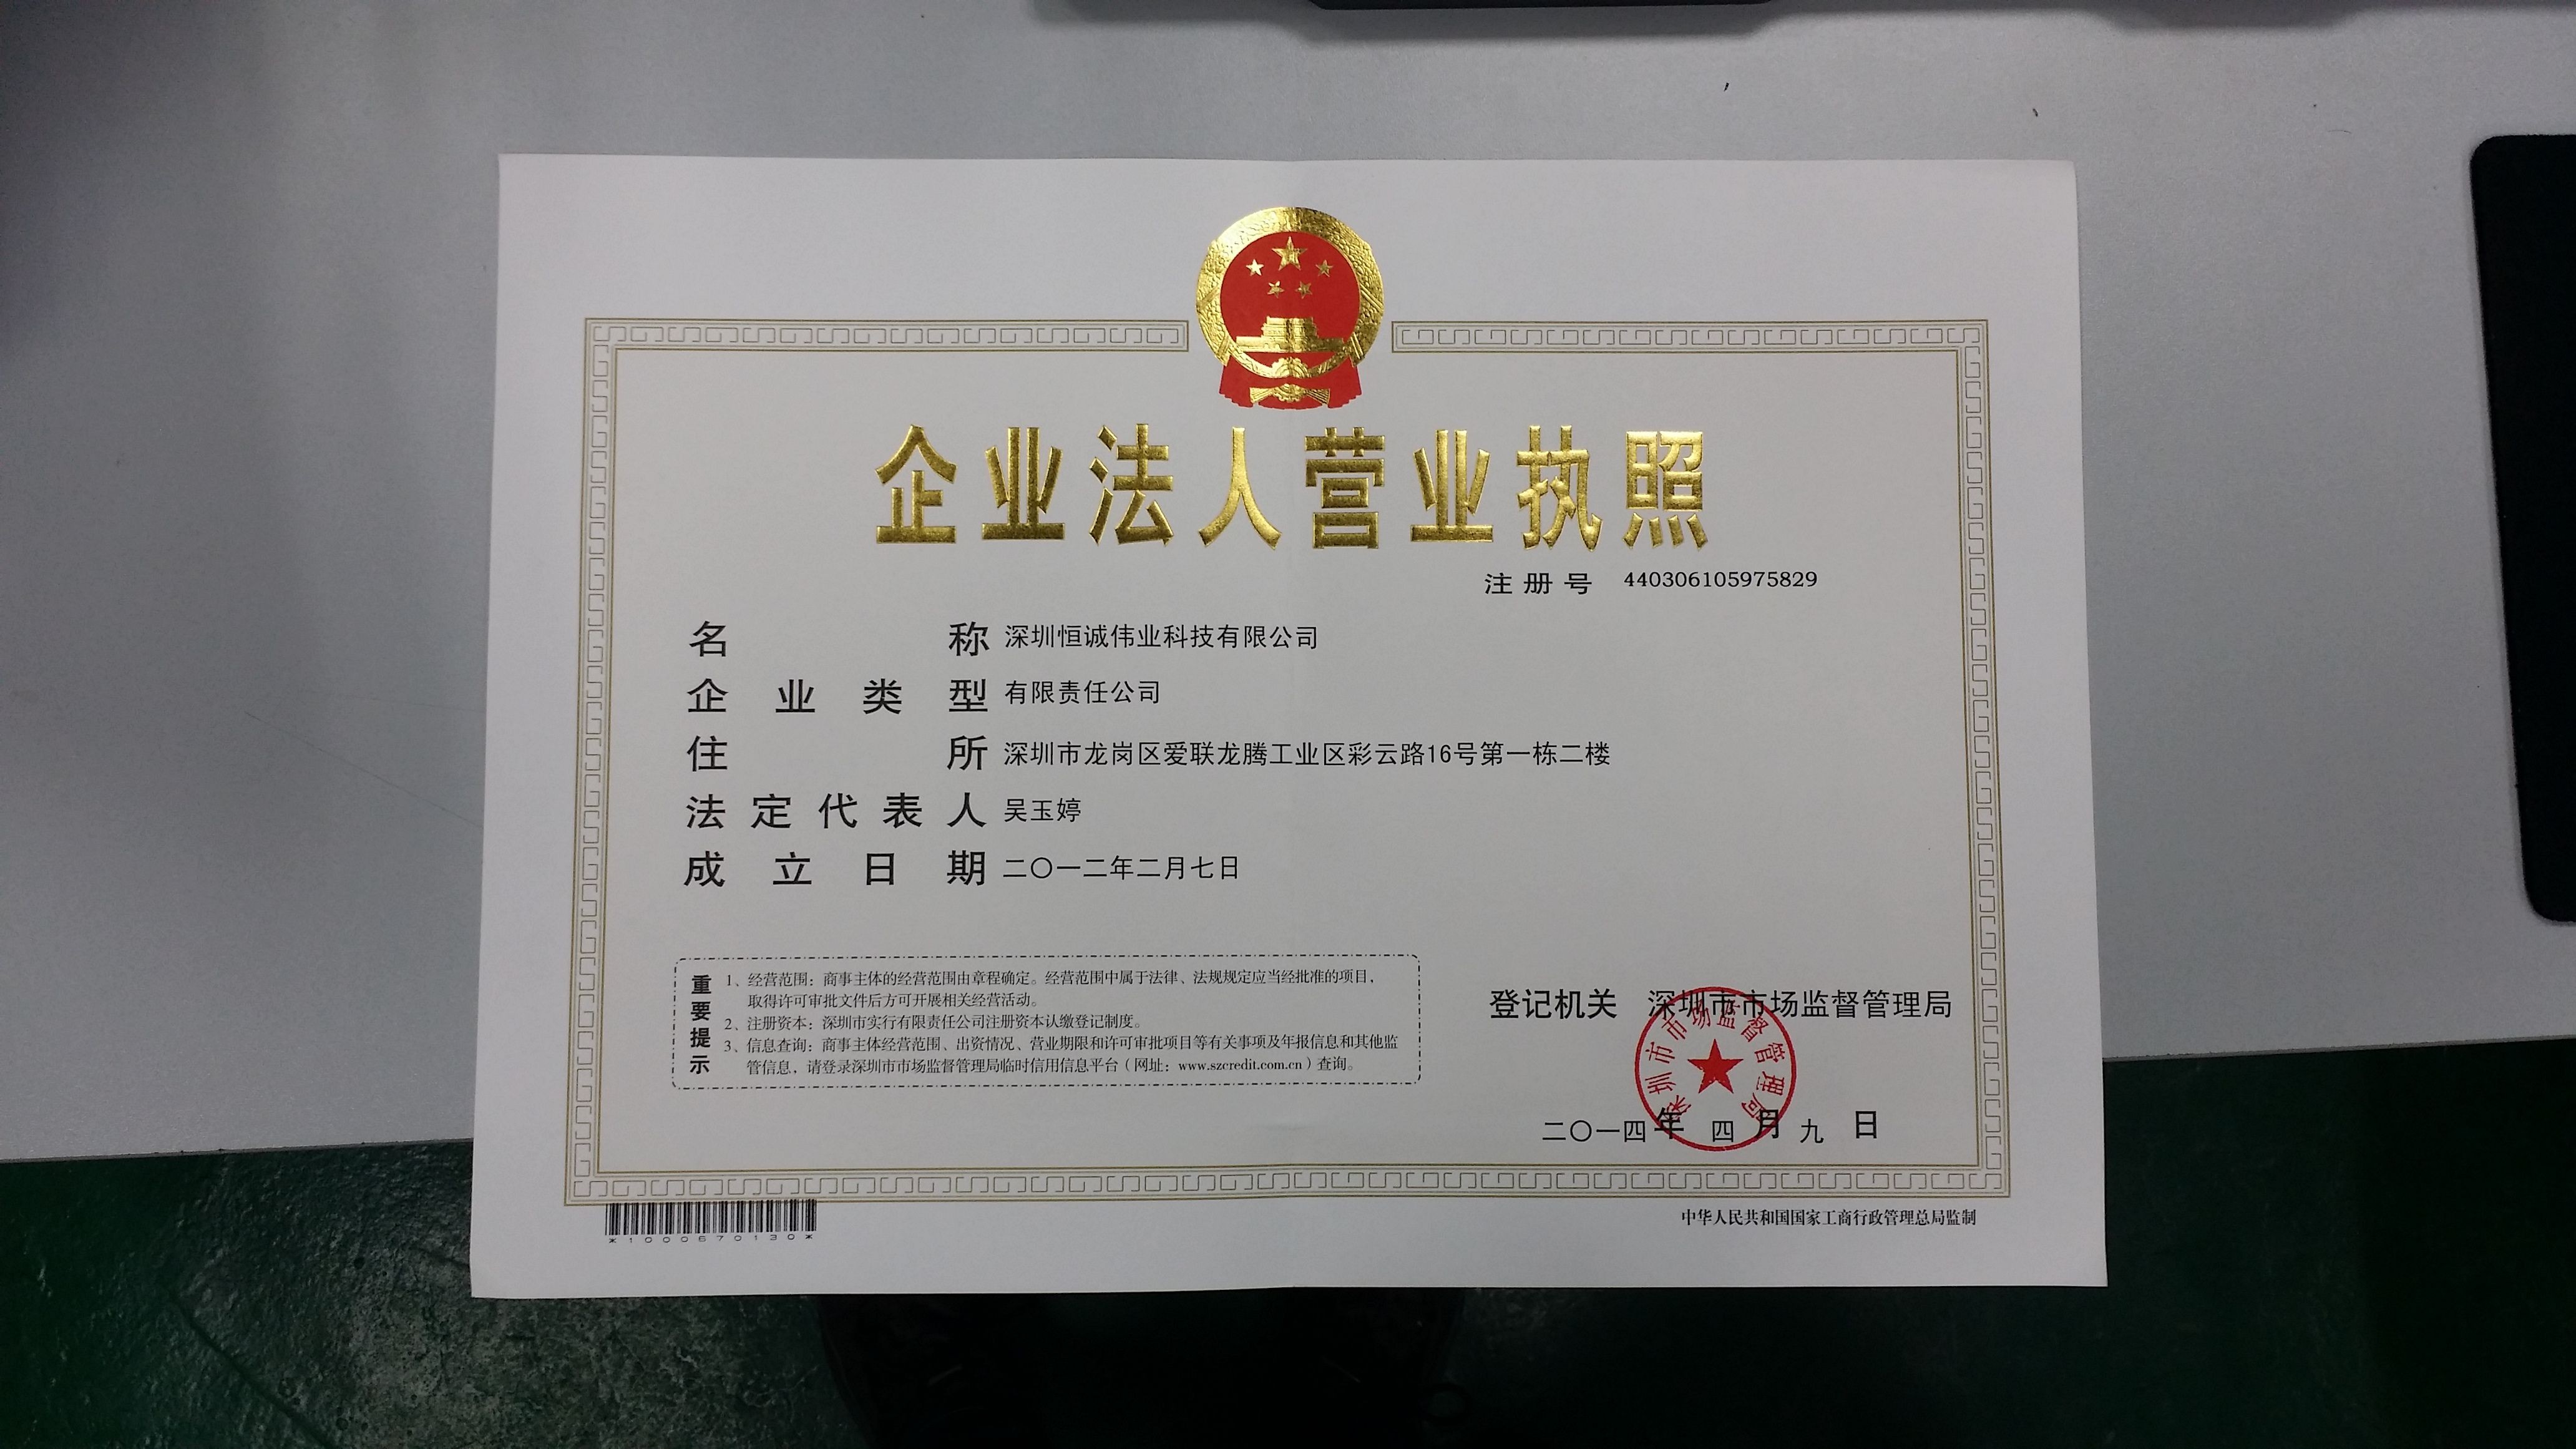 企业法人营业执照
注册号 440306105975829
名称 深圳恒诚伟业科技有限公司
企业类型 有限责任公司
住所 深圳市龙岗区爱联龙腾工业区彩云路16号第一栋二楼
法定代表人 吴玉婷
成立日期 二〇一二年二月七日
重要提示
1、经营范围：商事主体的经营范围由章程确定。经营范围中属于法律、法规规定应当经批准的项目，
取得许可审批文件后方可开展相关经营活动。
2、注册资本：深圳市实行有限责任公司注册资本认缴登记制度。
3、信息查询：商事主体经营范围、出资情况、营业期限和许可审批项目等有关事项及年报信息和其他监
管信息，请登录深圳市市场监督管理局临时信用信息平台（网址：www.szcredit.com.cn）查询。
登记机关 深圳市市场监督管理局
深圳市市场监督管理局
二〇一四年四月九日
*1000670130*
中华人民共和国国家工商行政管理总局监制